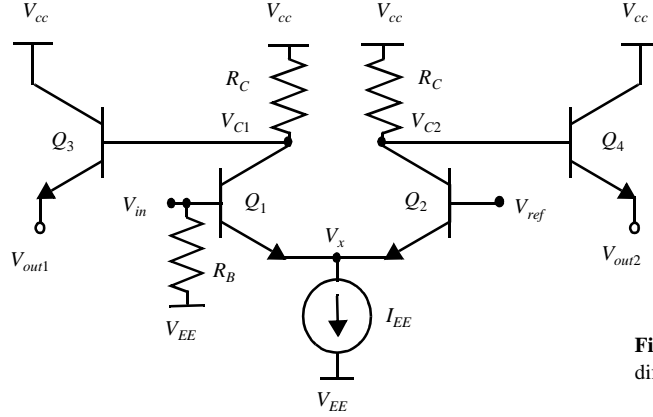 Vcc
Vcc
Vcc
Vcc
RC
RC
VC1
VC2
Q3
Q4
Vin
Q1
Q2
Vref
Vx
Vout1
RB
Vout2
VEE
IEE
Fi
di
VEE